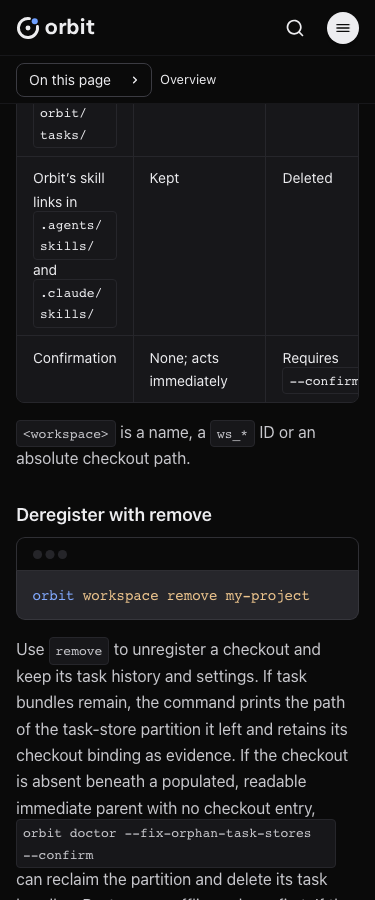 orbit
On this page
Overview
orbit/
tasks/
Orbit's skill
links in
.agents/
skills/
and
.claude/
skills/
Kept
Deleted
Confirmation
None; acts
immediately
Requires
--confirm
<workspace> is a name, a ws_* ID or an
absolute checkout path.
Deregister with remove
orbit workspace remove my-project
Use remove to unregister a checkout and
keep its task history and settings. If task
bundles remain, the command prints the path
of the task-store partition it left and retains its
checkout binding as evidence. If the checkout
is absent beneath a populated, readable
immediate parent with no checkout entry,
orbit doctor --fix-orphan-task-stores
--confirm
can reclaim the partition and delete its task